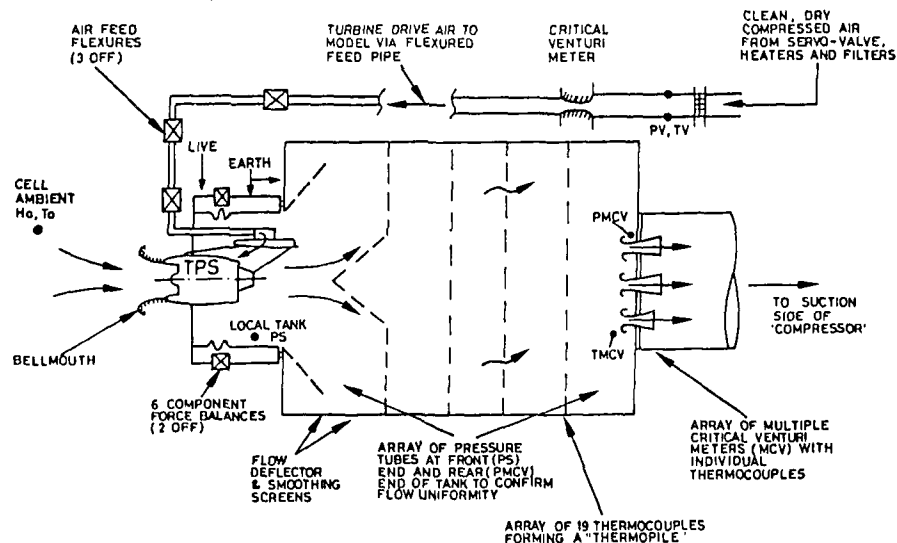 AIR FEED
FLEXURES
(3 OFF)
TURBINE DRIVE AIR TO
MODEL VIA FLEXURED
FEED PIPE
CRITICAL
VENTURI
METER
CLEAN, DRY
COMPRESSED AIR
FROM SERVO-VALVE,
HEATERS AND FILTERS
PV, TV
LIVE
EARTH
CELL
AMBIENT
Ho, To
PMCV
TPS
TO SUCTION
SIDE OF
'COMPRESSOR'
BELLMOUTH
LOCAL TANK
PS
TMCV
6 COMPONENT
FORCE BALANCES
(2 OFF)
FLOW
DEFLECTOR
& SMOOTHING
SCREENS
ARRAY OF PRESSURE
TUBES AT FRONT (PS)
END AND REAR (PMCV)
END OF TANK TO CONFIRM
FLOW UNIFORMITY
ARRAY OF MULTIPLE
CRITICAL VENTURI
METERS (MCV) WITH
INDIVIDUAL
THERMOCOUPLES
ARRAY OF 19 THERMOCOUPLES
FORMING A "THERMOPILE"